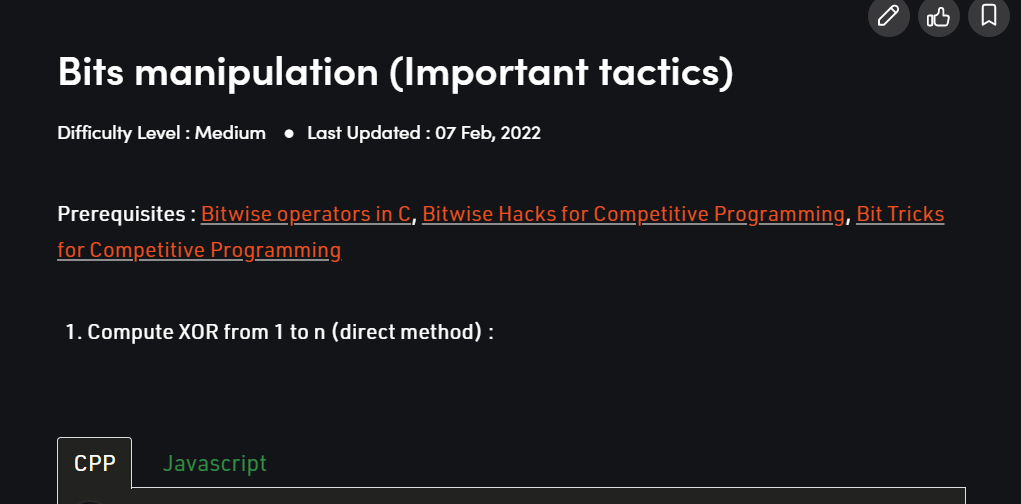 Bits manipulation (Important tactics)
Difficulty Level : Medium ● Last Updated : 07 Feb, 2022
Prerequisites : Bitwise operators in C, Bitwise Hacks for Competitive Programming, Bit Tricks
for Competitive Programming
1. Compute XOR from 1 to n (direct method) :
CPP Javascript